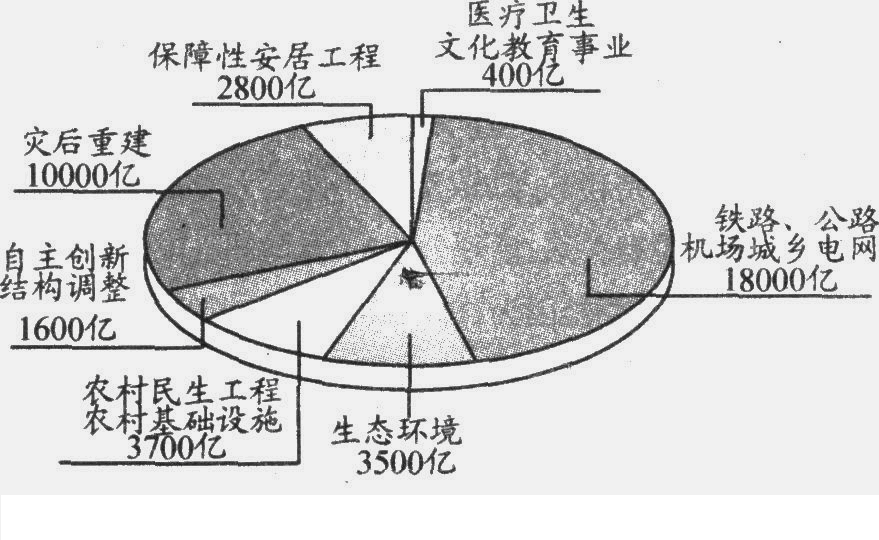 医疗卫生
文化教育事业
400亿
保障性安居工程
2800亿
灾后重建
10000亿
铁路、公路
机场城乡电网
18000亿
自主创新
结构调整
1600亿
农村民生工程
农村基础设施
3700亿
生态环境
3500亿